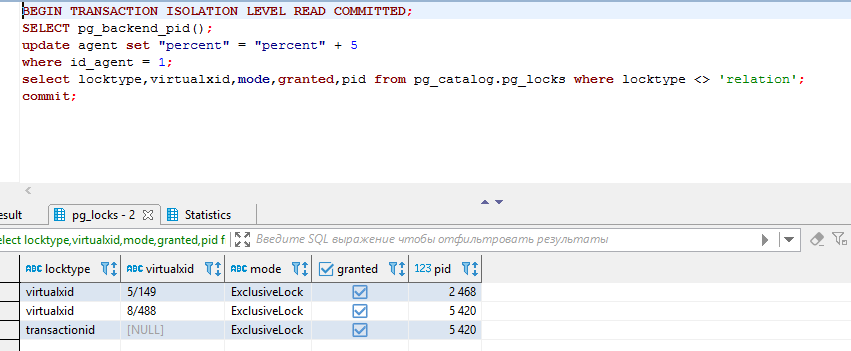 BEGIN TRANSACTION ISOLATION LEVEL READ COMMITTED;
SELECT pg_backend_pid();
update agent set "percent" = "percent" + 5
where id_agent = 1;
select locktype,virtualxid,mode,granted,pid from pg_catalog.pg_locks where locktype <> 'relation';
commit;
esult pg_locks - 2 Statistics
elect locktype,virtualxid,mode,granted,pid f Введите SQL выражение чтобы отфильтровать результаты
ABC locktype ABC virtualxid ABC mode granted 123 pid
virtualxid 5/149 ExclusiveLock 2 468
virtualxid 8/488 ExclusiveLock 5 420
transactionid [NULL] ExclusiveLock 5 420